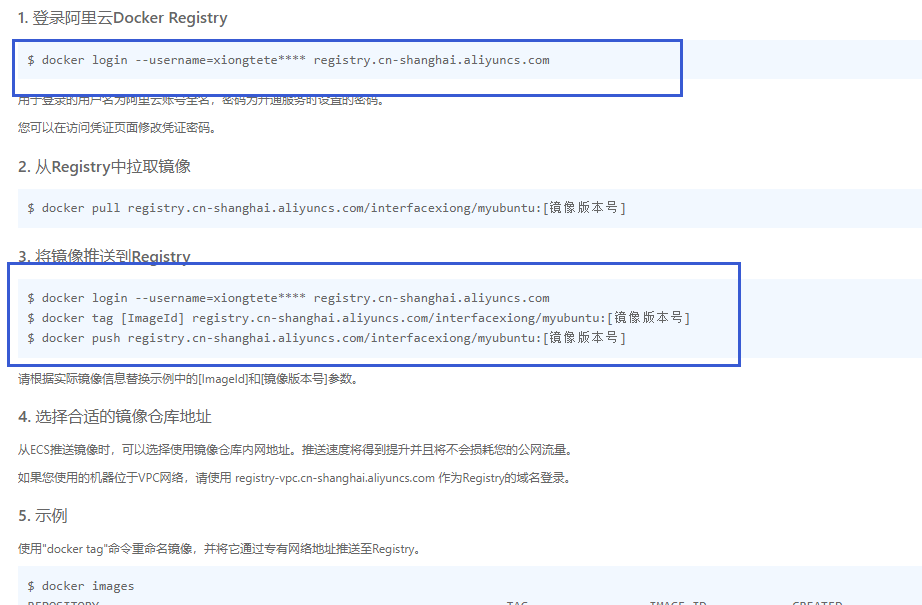 1. 登录阿里云Docker Registry
$ docker login --username=xiongtete**** registry.cn-shanghai.aliyuncs.com
用于登录的用户名为阿里云账号全名，密码为开通服务时设置的密码。
您可以在访问凭证页面修改凭证密码。
2. 从Registry中拉取镜像
$ docker pull registry.cn-shanghai.aliyuncs.com/interfacexiong/myubuntu:[镜像版本号]
3. 将镜像推送到Registry
$ docker login --username=xiongtete**** registry.cn-shanghai.aliyuncs.com
$ docker tag [ImageId] registry.cn-shanghai.aliyuncs.com/interfacexiong/myubuntu:[镜像版本号]
$ docker push registry.cn-shanghai.aliyuncs.com/interfacexiong/myubuntu:[镜像版本号]
请根据实际镜像信息替换示例中的[ImageId]和[镜像版本号]参数。
4. 选择合适的镜像仓库地址
从ECS推送镜像时，可以选择使用镜像仓库内网地址。推送速度将得到提升并且将不会损耗您的公网流量。
如果您使用的机器位于VPC网络，请使用 registry-vpc.cn-shanghai.aliyuncs.com 作为Registry的域名登录。
5. 示例
使用"docker tag"命令重命名镜像，并将它通过专有网络地址推送至Registry。
$ docker images
REPOSITORY TAG IMAGE ID CREATED